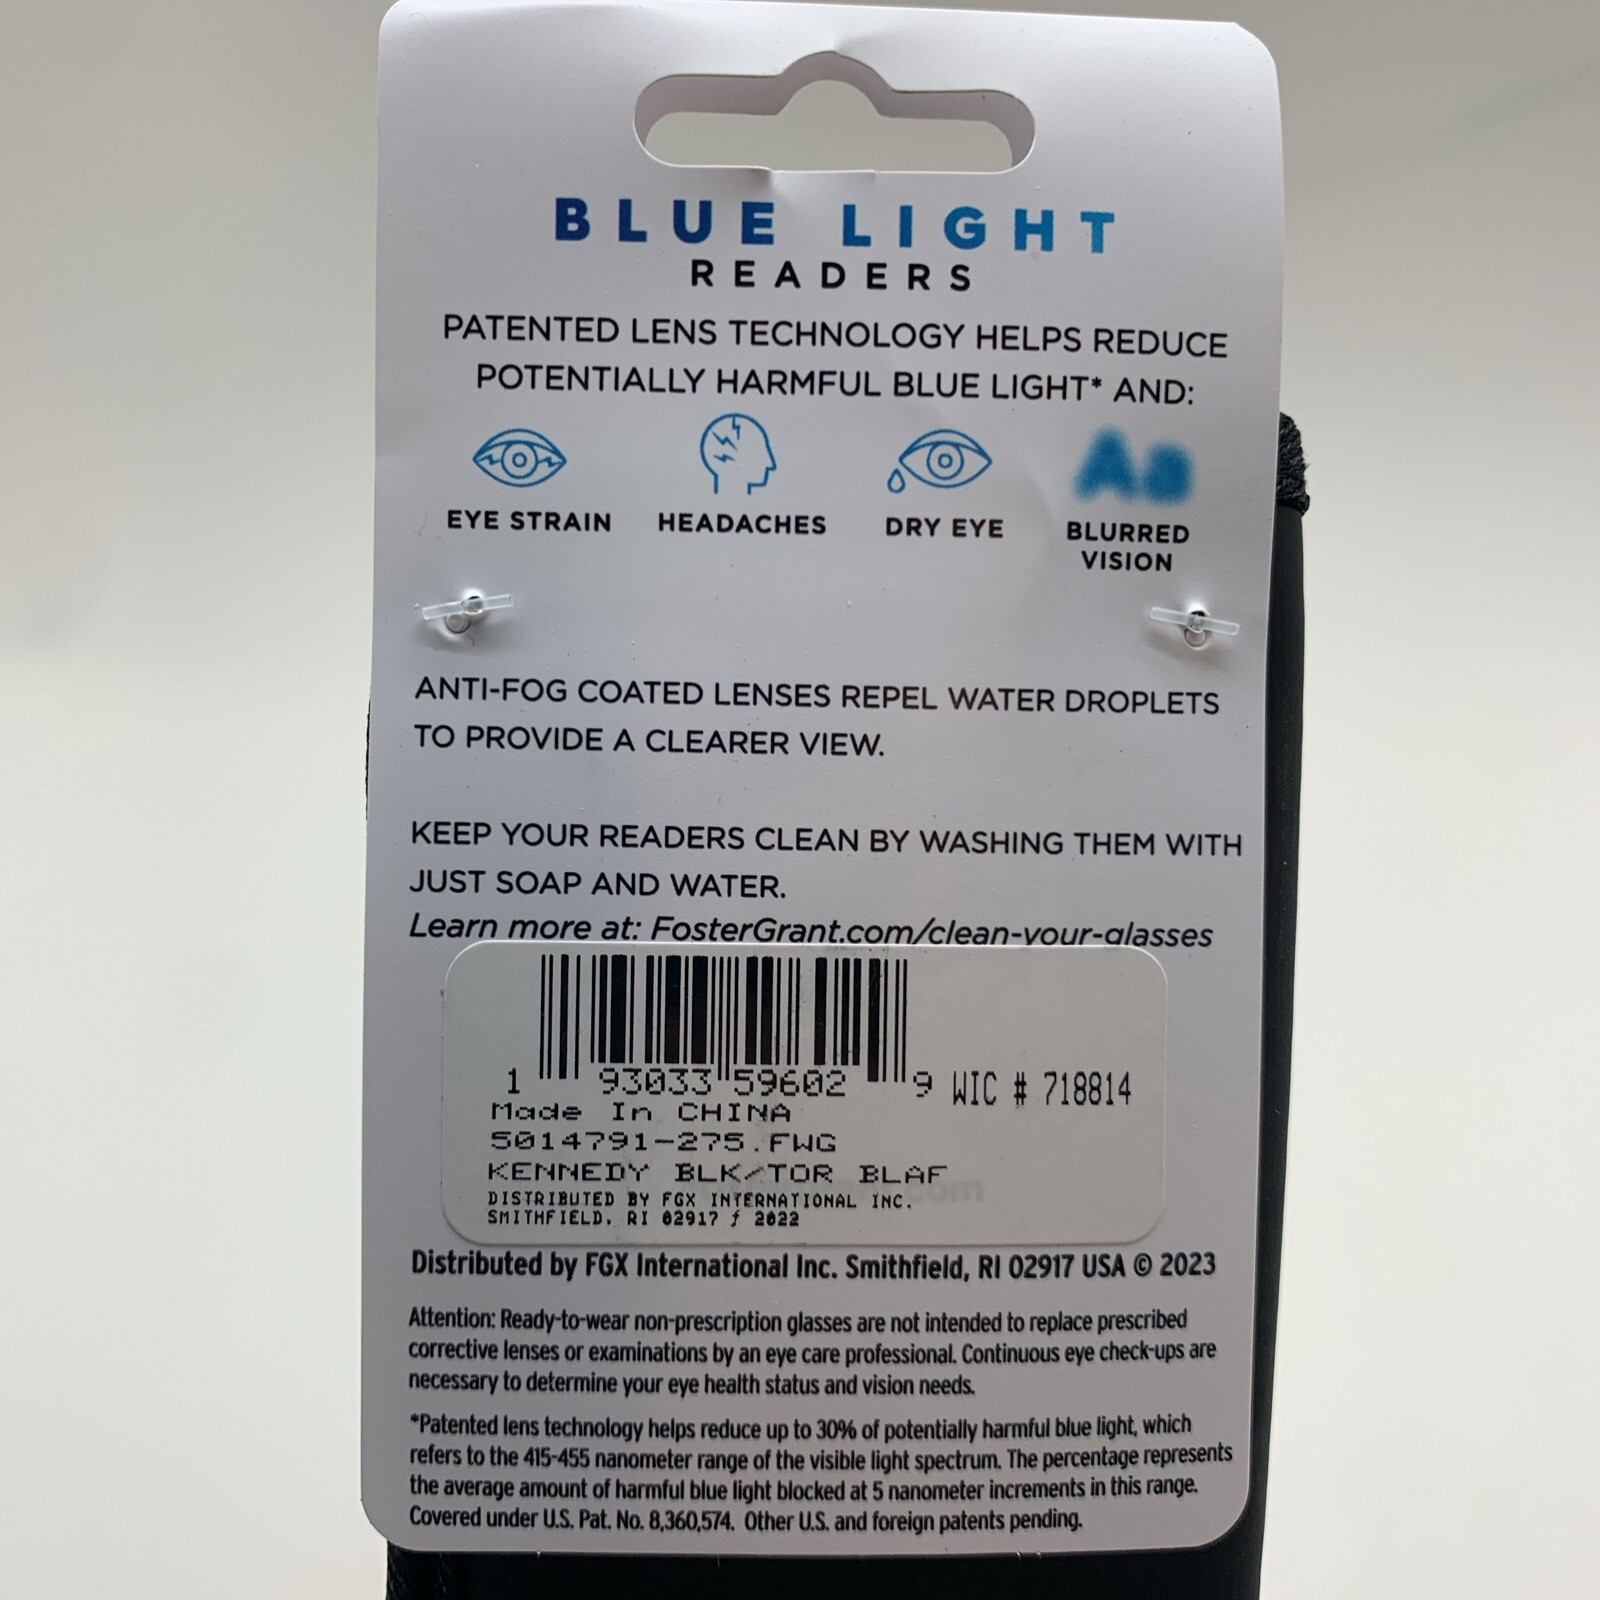 BLUE LIGHT
READERS
PATENTED LENS TECHNOLOGY HELPS REDUCE
POTENTIALLY HARMFUL BLUE LIGHT* AND:
EYE STRAIN HEADACHES DRY EYE BLURRED VISION
Aa
ANTI-FOG COATED LENSES REPEL WATER DROPLETS
TO PROVIDE A CLEARER VIEW.
KEEP YOUR READERS CLEAN BY WASHING THEM WITH
JUST SOAP AND WATER.
Learn more at: FosterGrant.com/clean-your-glasses
1 93033 59602 9 WIC # 718814
Made In CHINA
5014791-275.FWG
KENNEDY BLK/TOR BLAF
DISTRIBUTED BY FGX INTERNATIONAL INC.
SMITHFIELD, RI 02917 f 2022
Distributed by FGX International Inc. Smithfield, RI 02917 USA © 2023
Attention: Ready-to-wear non-prescription glasses are not intended to replace prescribed
corrective lenses or examinations by an eye care professional. Continuous eye check-ups are
necessary to determine your eye health status and vision needs.
*Patented lens technology helps reduce up to 30% of potentially harmful blue light, which
refers to the 415-455 nanometer range of the visible light spectrum. The percentage represents
the average amount of harmful blue light blocked at 5 nanometer increments in this range.
Covered under U.S. Pat. No. 8,360,574. Other U.S. and foreign patents pending.